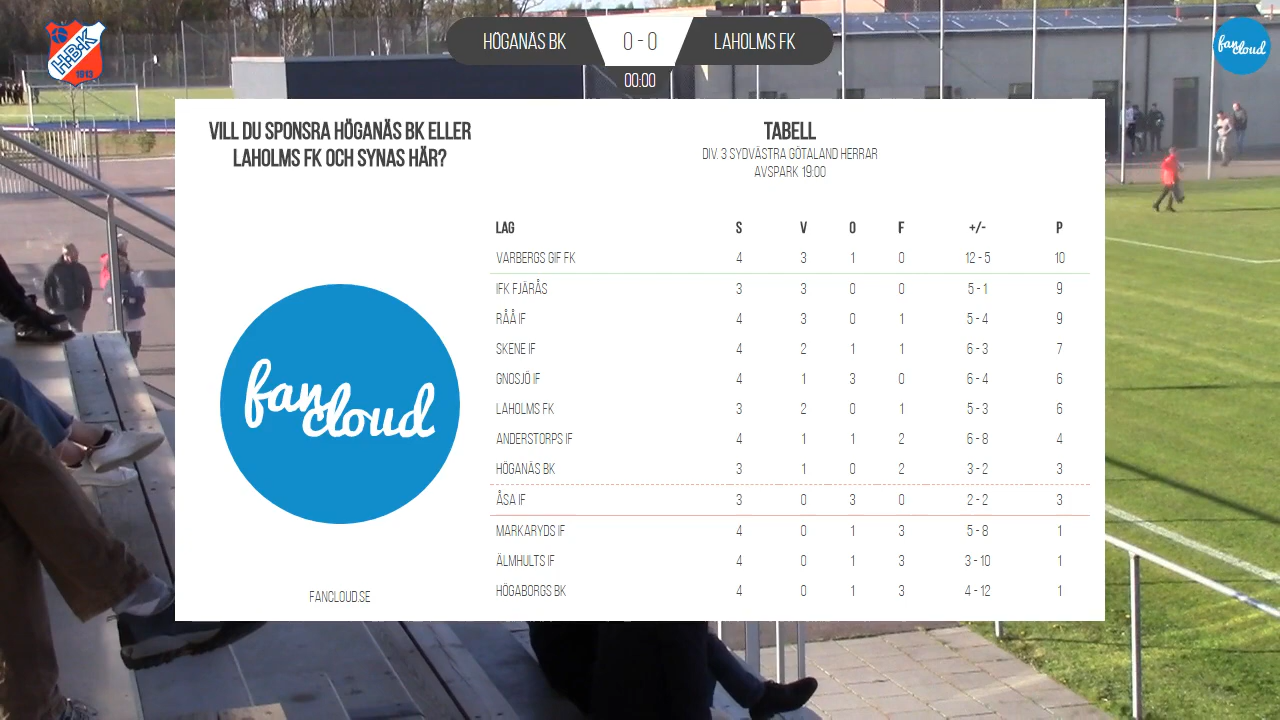 HBK
1913
HÖGANÄS BK 0 - 0 LAHOLMS FK
00:00
fan cloud
VILL DU SPONSRA HÖGANÄS BK ELLER
LAHOLMS FK OCH SYNAS HÄR?
fan cloud
FANCLOUD.SE
TABELL
DIV. 3 SYDVÄSTRA GÖTALAND HERRAR
AVSPARK 19:00
LAG S V O F +/- P
VARBERGS GIF FK 4 3 1 0 12 - 5 10
IFK FJÄRÅS 3 3 0 0 5 - 1 9
RÅÅ IF 4 3 0 1 5 - 4 9
SKENE IF 4 2 1 1 6 - 3 7
GNOSJÖ IF 4 1 3 0 6 - 4 6
LAHOLMS FK 3 2 0 1 5 - 3 6
ANDERSTORPS IF 4 1 1 2 6 - 8 4
HÖGANÄS BK 3 1 0 2 3 - 2 3
ÅSA IF 3 0 3 0 2 - 2 3
MARKARYDS IF 4 0 1 3 5 - 8 1
ÄLMHULTS IF 4 0 1 3 3 - 10 1
HÖGABORGS BK 4 0 1 3 4 - 12 1